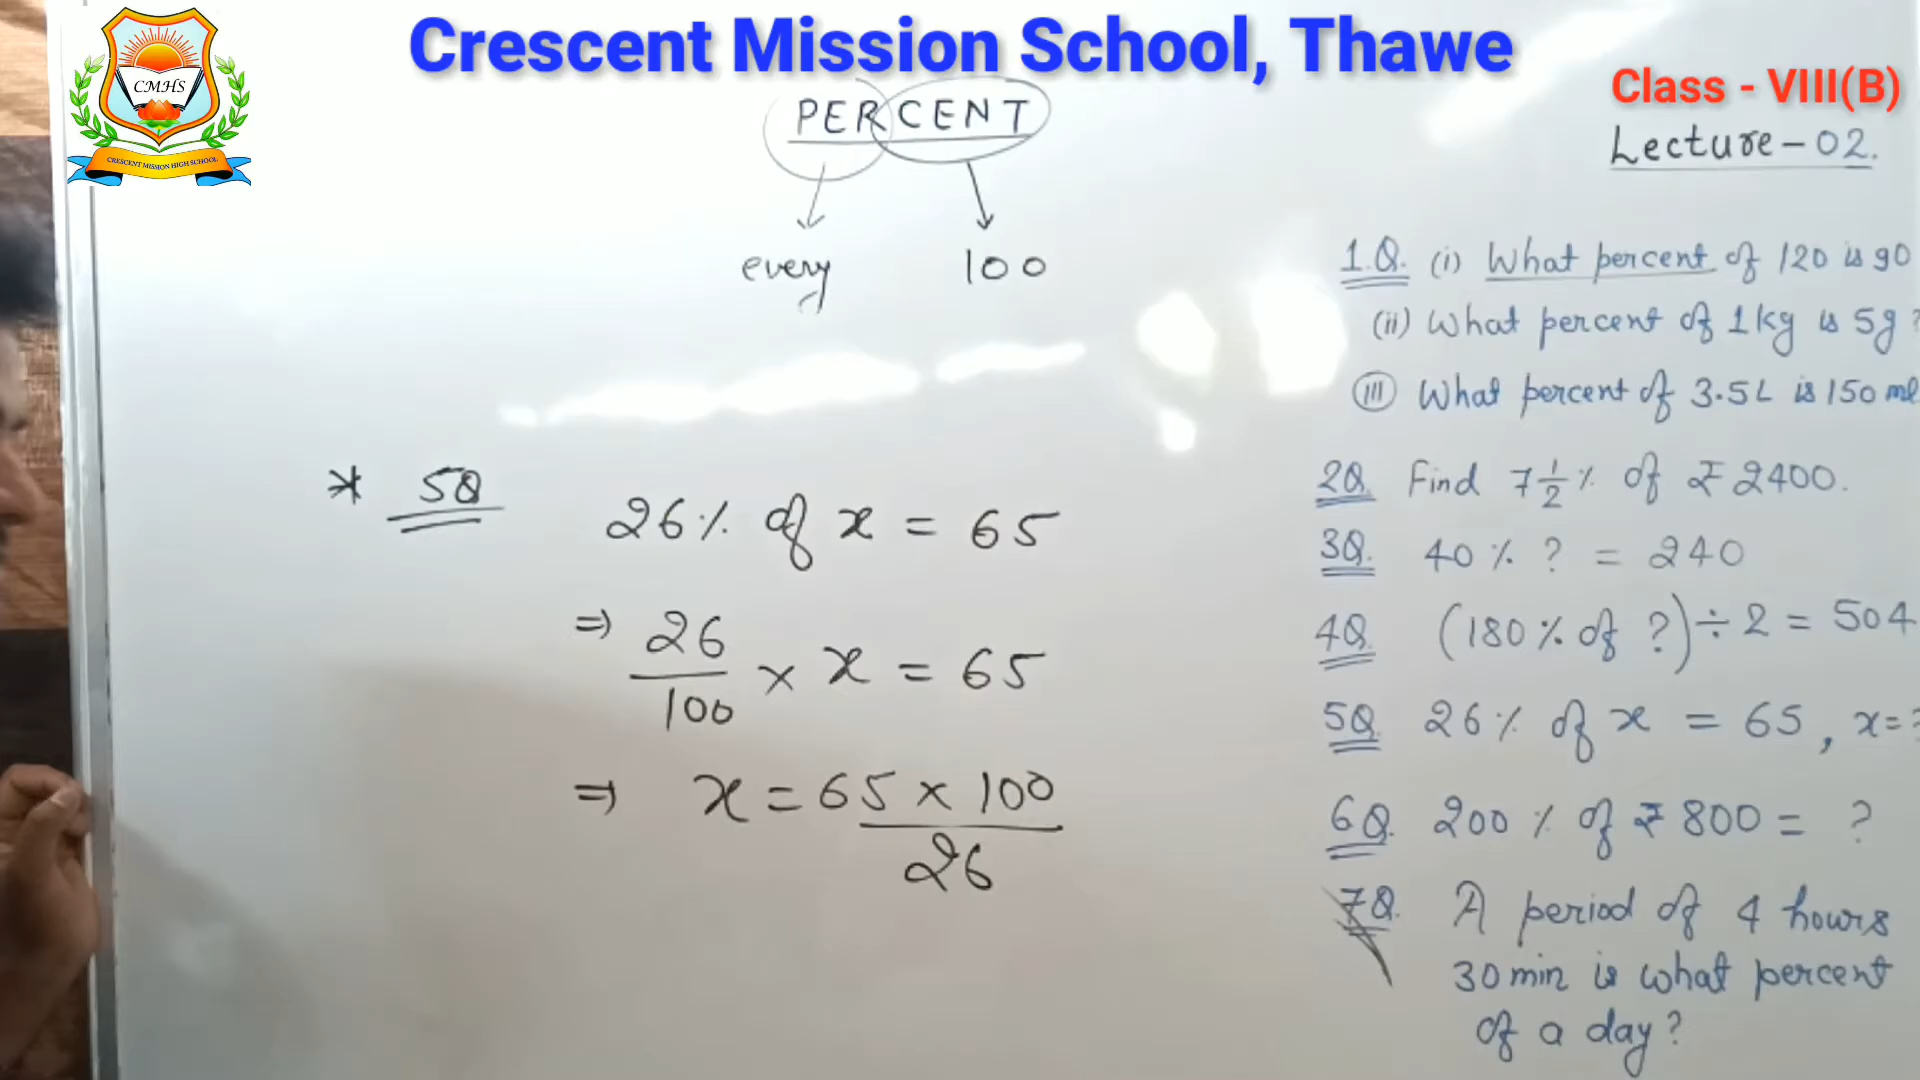 Crescent Mission School, Thawe
CMHS
CRESCENT MISSION HIGH SCHOOL
Class - VIII(B)
Lecture - 02.
PERCENT
every 100
* 5Q 26% of x = 65
⇒ 26/100 × x = 65
⇒ x = 65 × 100/26
1.Q. (i) What percent of 120 is 90
(ii) What percent of 1kg is 5g ?
(iii) What percent of 3.5L is 150 ml
2Q. Find 7 1/2 % of ₹ 2400.
3Q. 40 % ? = 240
4Q. (180 % of ?) ÷ 2 = 504
5Q. 26% of x = 65, x = ?
6Q. 200 % of ₹ 800 = ?
7Q. A period of 4 hours
30 min is what percent
of a day?